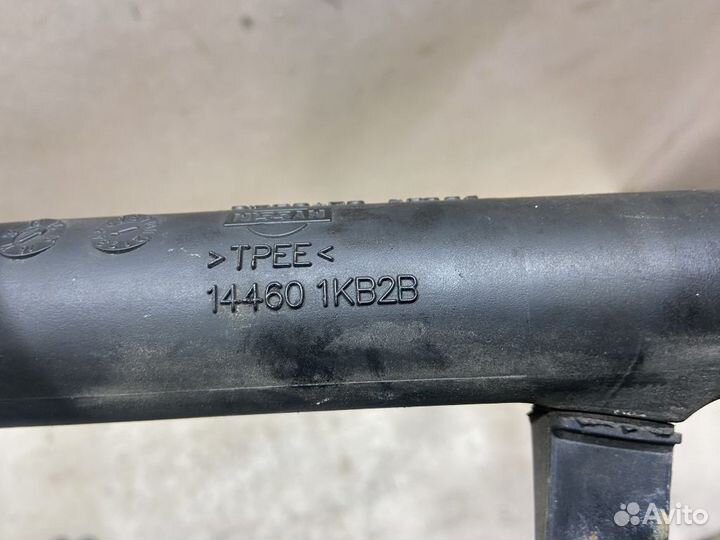 NISSAN
>TPEE<
14460 1KB2B
Avito